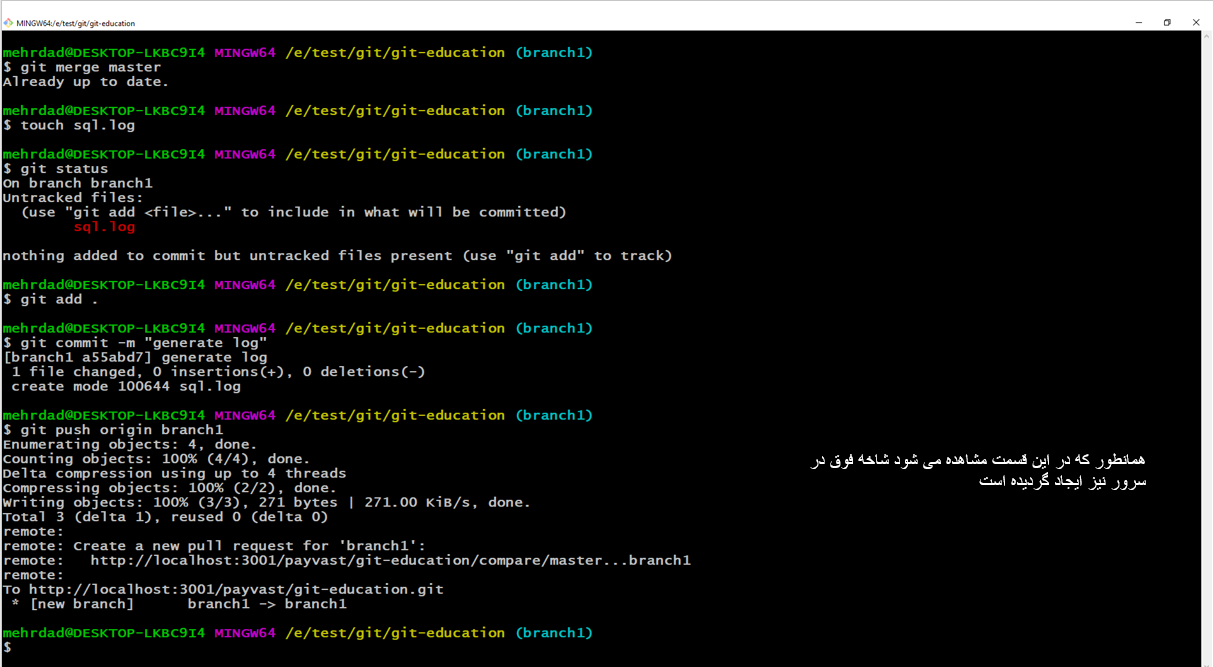 MINGW64:/e/test/git/git-education
mehrdad@DESKTOP-LKBC9I4 MINGW64 /e/test/git/git-education (branch1)
$ git merge master
Already up to date.
mehrdad@DESKTOP-LKBC9I4 MINGW64 /e/test/git/git-education (branch1)
$ touch sql.log
mehrdad@DESKTOP-LKBC9I4 MINGW64 /e/test/git/git-education (branch1)
$ git status
On branch branch1
Untracked files:
  (use "git add <file>..." to include in what will be committed)
        sql.log
nothing added to commit but untracked files present (use "git add" to track)
mehrdad@DESKTOP-LKBC9I4 MINGW64 /e/test/git/git-education (branch1)
$ git add .
mehrdad@DESKTOP-LKBC9I4 MINGW64 /e/test/git/git-education (branch1)
$ git commit -m "generate log"
[branch1 a55abd7] generate log
 1 file changed, 0 insertions(+), 0 deletions(-)
 create mode 100644 sql.log
mehrdad@DESKTOP-LKBC9I4 MINGW64 /e/test/git/git-education (branch1)
$ git push origin branch1
Enumerating objects: 4, done.
Counting objects: 100% (4/4), done.
Delta compression using up to 4 threads
Compressing objects: 100% (2/2), done.
Writing objects: 100% (3/3), 271 bytes | 271.00 KiB/s, done.
Total 3 (delta 1), reused 0 (delta 0)
remote:
remote: Create a new pull request for 'branch1':
remote:   http://localhost:3001/payvast/git-education/compare/master...branch1
remote:
To http://localhost:3001/payvast/git-education.git
 * [new branch]      branch1 -> branch1
mehrdad@DESKTOP-LKBC9I4 MINGW64 /e/test/git/git-education (branch1)
$
همانطور که در این قسمت مشاهده می شود شاخه فوق در
سرور نیز ایجاد گردیده است